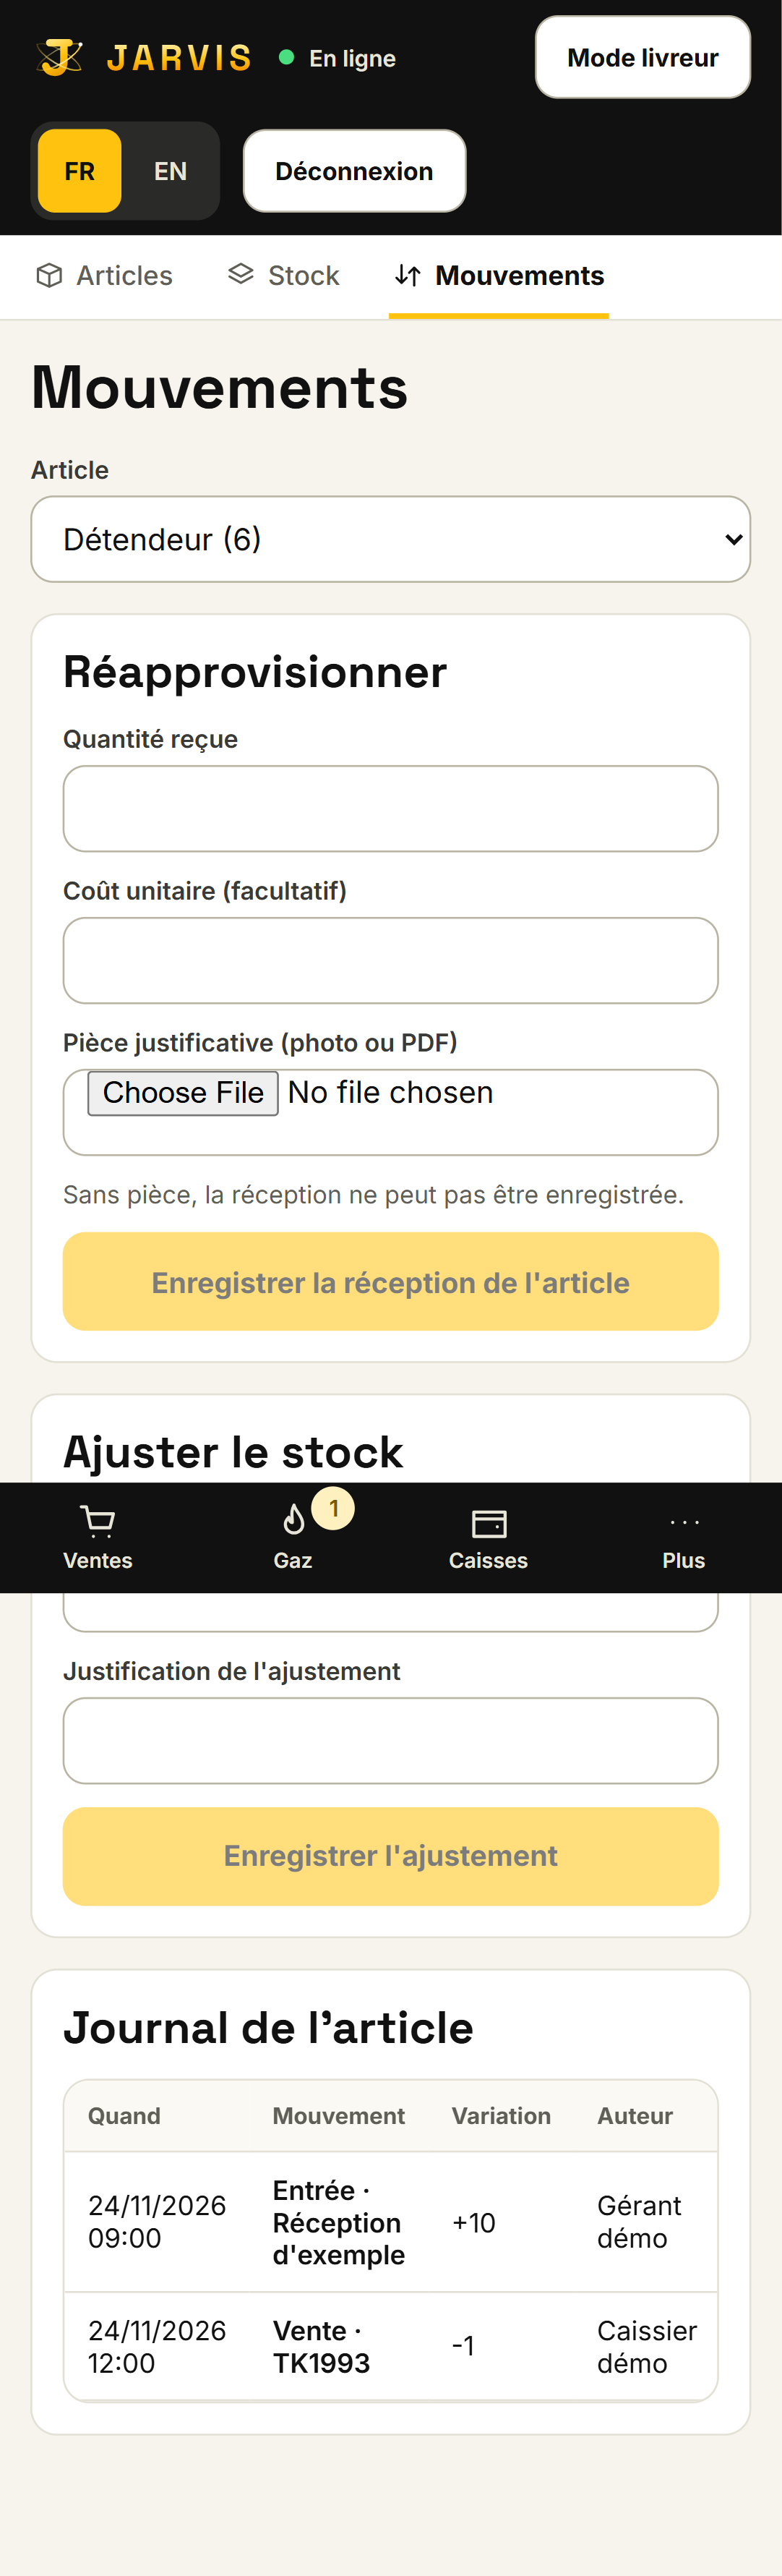 JARVIS
En ligne
Mode livreur
FR
EN
Déconnexion
Articles
Stock
Mouvements
Mouvements
Article
Détendeur (6)
Réapprovisionner
Quantité reçue
Coût unitaire (facultatif)
Pièce justificative (photo ou PDF)
Choose File No file chosen
Sans pièce, la réception ne peut pas être enregistrée.
Enregistrer la réception de l'article
Ajuster le stock
1
Ventes
Gaz
Caisses
Plus
Justification de l'ajustement
Enregistrer l'ajustement
Journal de l’article
Quand Mouvement Variation Auteur
24/11/2026 09:00
Entrée · Réception d'exemple
+10
Gérant démo
24/11/2026 12:00
Vente · TK1993
-1
Caissier démo